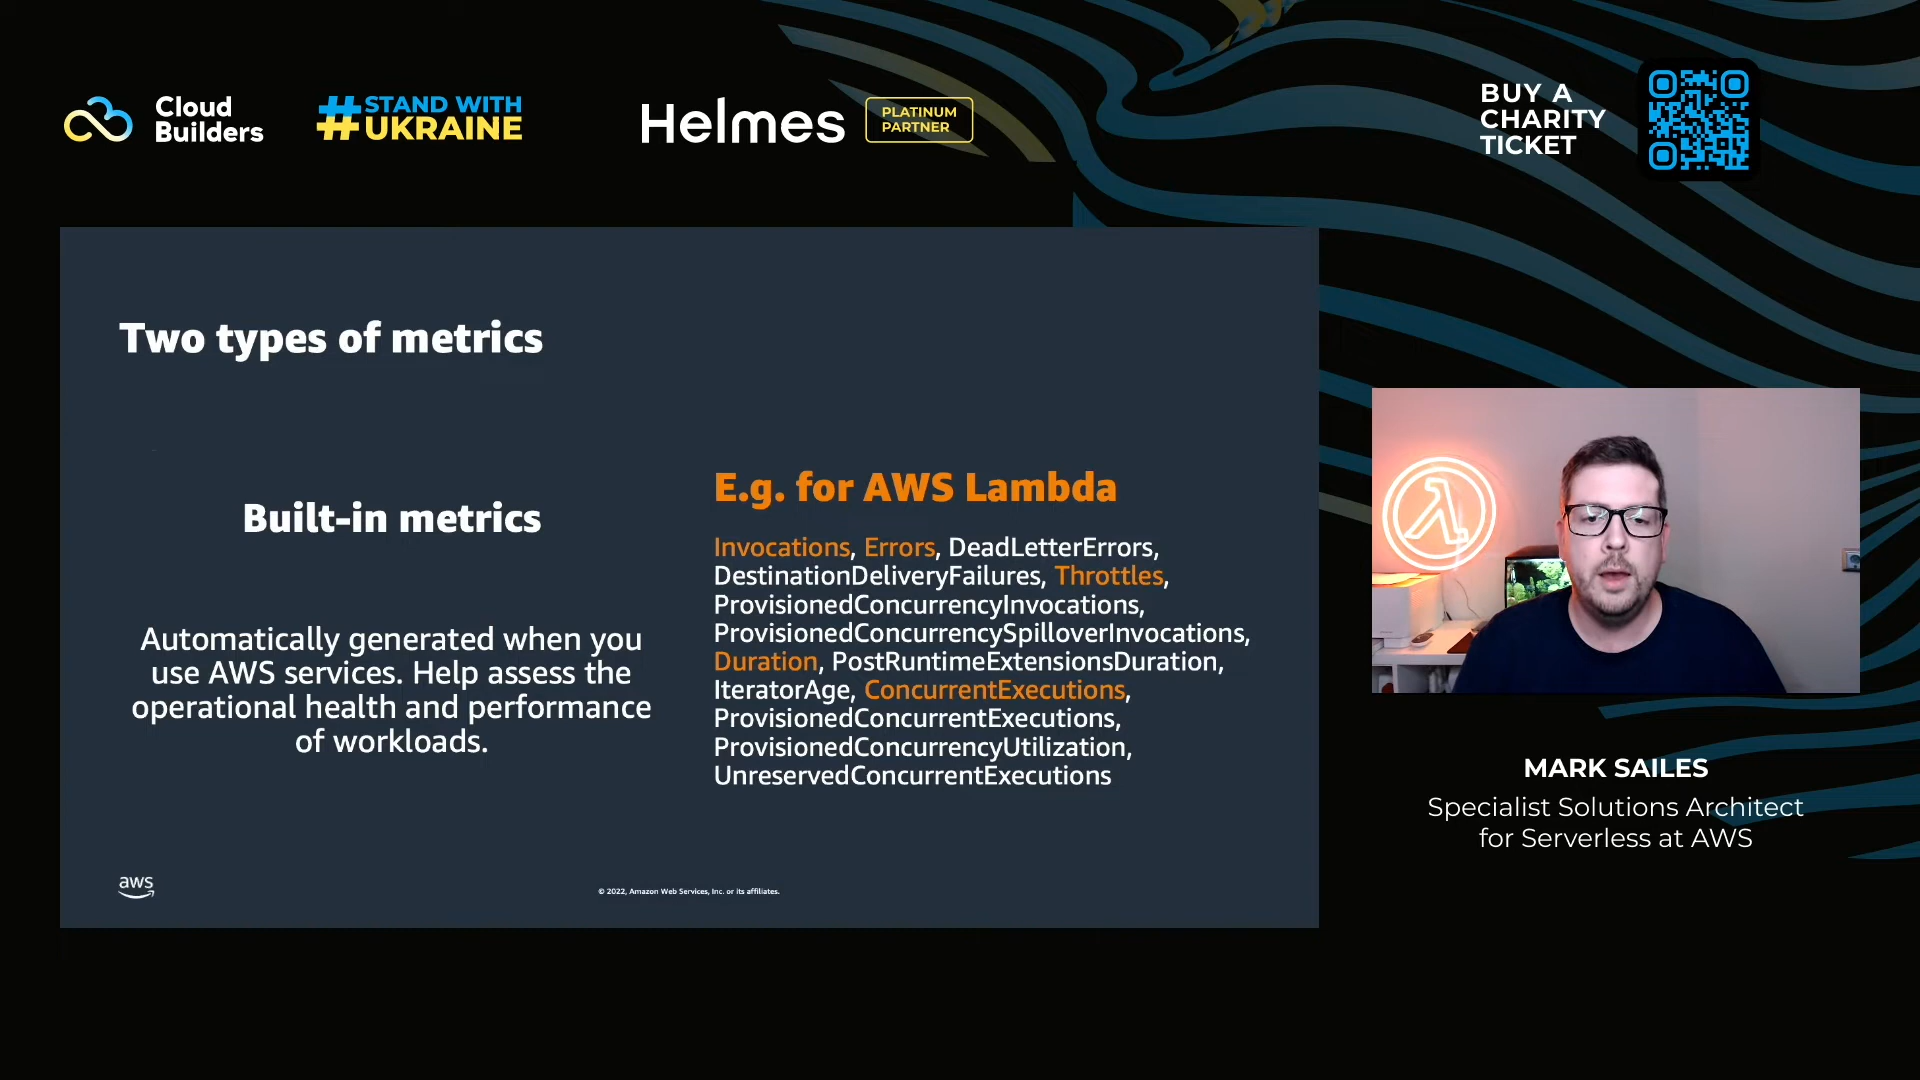 Cloud
Builders
#STAND WITH
UKRAINE
Helmes
PLATINUM
PARTNER
BUY A
CHARITY
TICKET
Two types of metrics
Built-in metrics
Automatically generated when you
use AWS services. Help assess the
operational health and performance
of workloads.
E.g. for AWS Lambda
Invocations, Errors, DeadLetterErrors,
DestinationDeliveryFailures, Throttles,
ProvisionedConcurrencyInvocations,
ProvisionedConcurrencySpilloverInvocations,
Duration, PostRuntimeExtensionsDuration,
IteratorAge, ConcurrentExecutions,
ProvisionedConcurrentExecutions,
ProvisionedConcurrencyUtilization,
UnreservedConcurrentExecutions
aws
© 2022, Amazon Web Services, Inc. or its affiliates.
λ
MARK SAILES
Specialist Solutions Architect
for Serverless at AWS